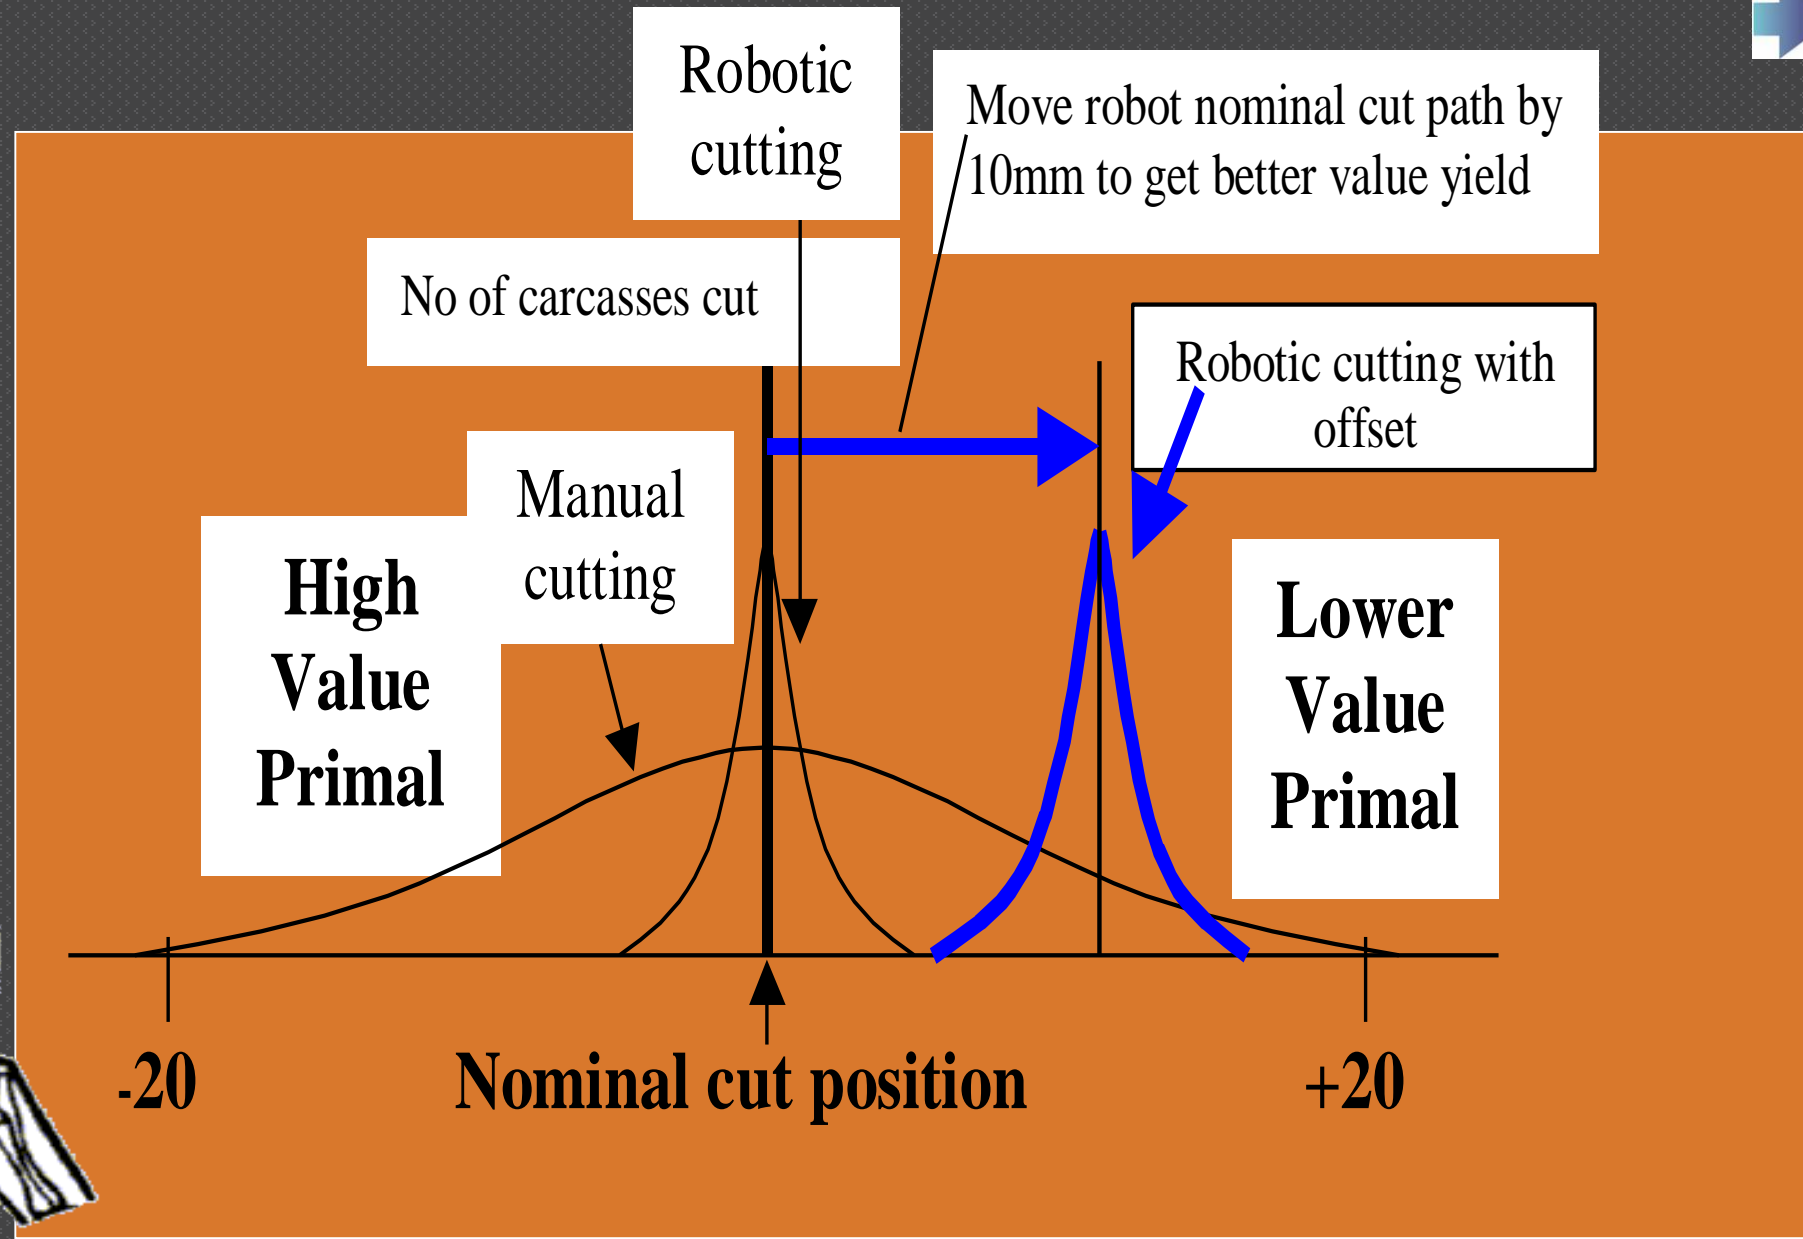 Robotic
cutting
Move robot nominal cut path by
10mm to get better value yield
No of carcasses cut
Robotic cutting with
offset
Manual
cutting
High
Value
Primal
Lower
Value
Primal
-20
Nominal cut position
+20